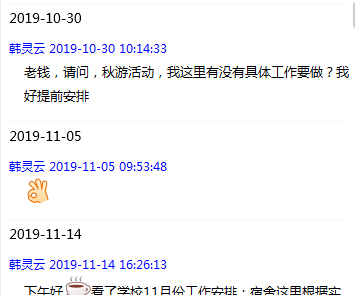 2019-10-30
韩灵云 2019-10-30 10:14:33
老钱，请问，秋游活动，我这里有没有具体工作要做？我
好提前安排
2019-11-05
韩灵云 2019-11-05 09:53:48
2019-11-14
韩灵云 2019-11-14 16:26:13
下午好看了学校11月份工作安排：宿舍这里根据实